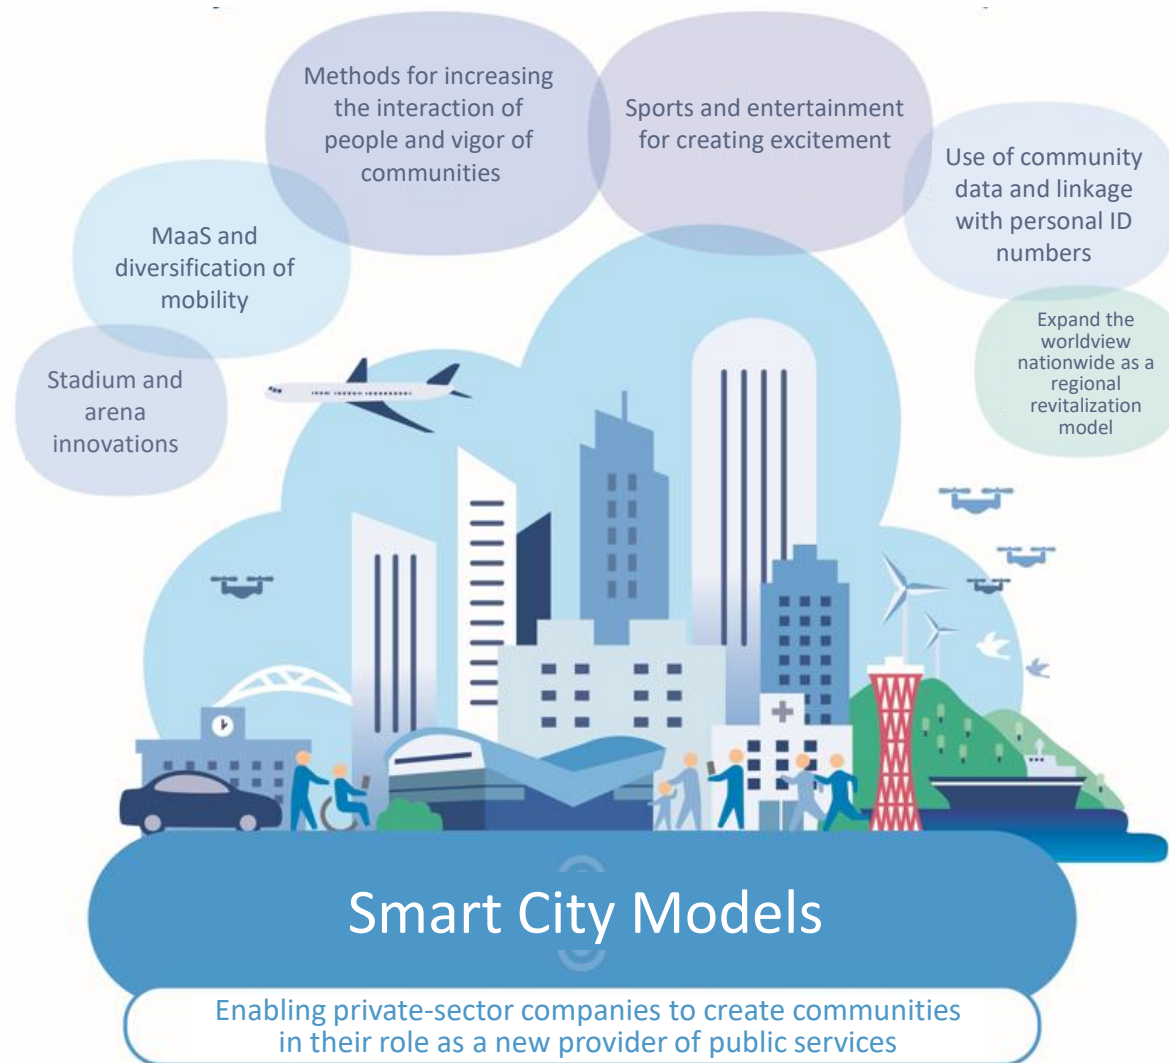 Methods for increasing
the interaction of
people and vigor of
communities
Sports and entertainment
for creating excitement
Use of community
data and linkage
with personal ID
numbers
MaaS and
diversification of
mobility
Expand the
worldview
nationwide as a
regional
revitalization
model
Stadium and
arena
innovations
Smart City Models
Enabling private-sector companies to create communities
in their role as a new provider of public services